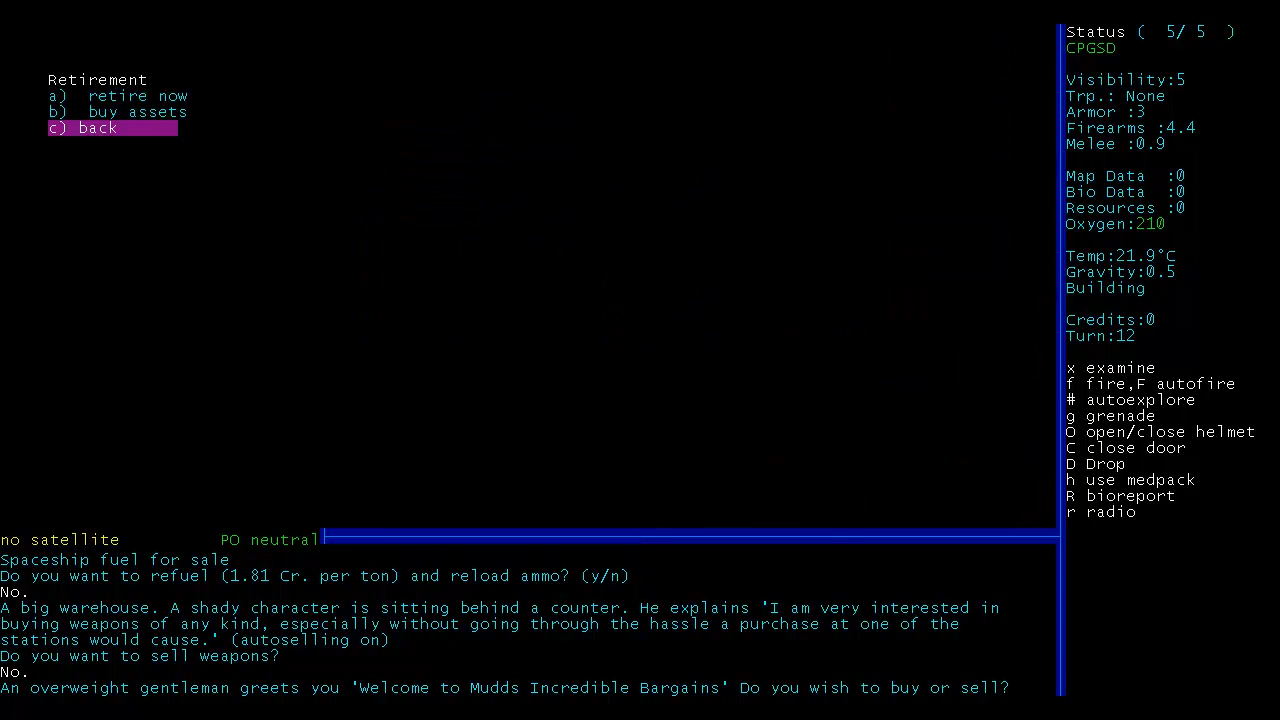 Retirement
a) retire now
b) buy assets
c) back
Status ( 5/ 5 )
CPGSD
Visibility:5
Trp.: None
Armor :3
Firearms :4.4
Melee :0.9
Map Data :0
Bio Data :0
Resources :0
Oxygen:210
Temp:21.9°C
Gravity:0.5
Building
Credits:0
Turn:12
x examine
f fire,F autofire
# autoexplore
g grenade
O open/close helmet
C close door
D Drop
h use medpack
R bioreport
r radio
no satellite PO neutral
Spaceship fuel for sale
Do you want to refuel (1.81 Cr. per ton) and reload ammo? (y/n)
No.
A big warehouse. A shady character is sitting behind a counter. He explains 'I am very interested in
buying weapons of any kind, especially without going through the hassle a purchase at one of the
stations would cause.' (autoselling on)
Do you want to sell weapons?
No.
An overweight gentleman greets you 'Welcome to Mudds Incredible Bargains' Do you wish to buy or sell?